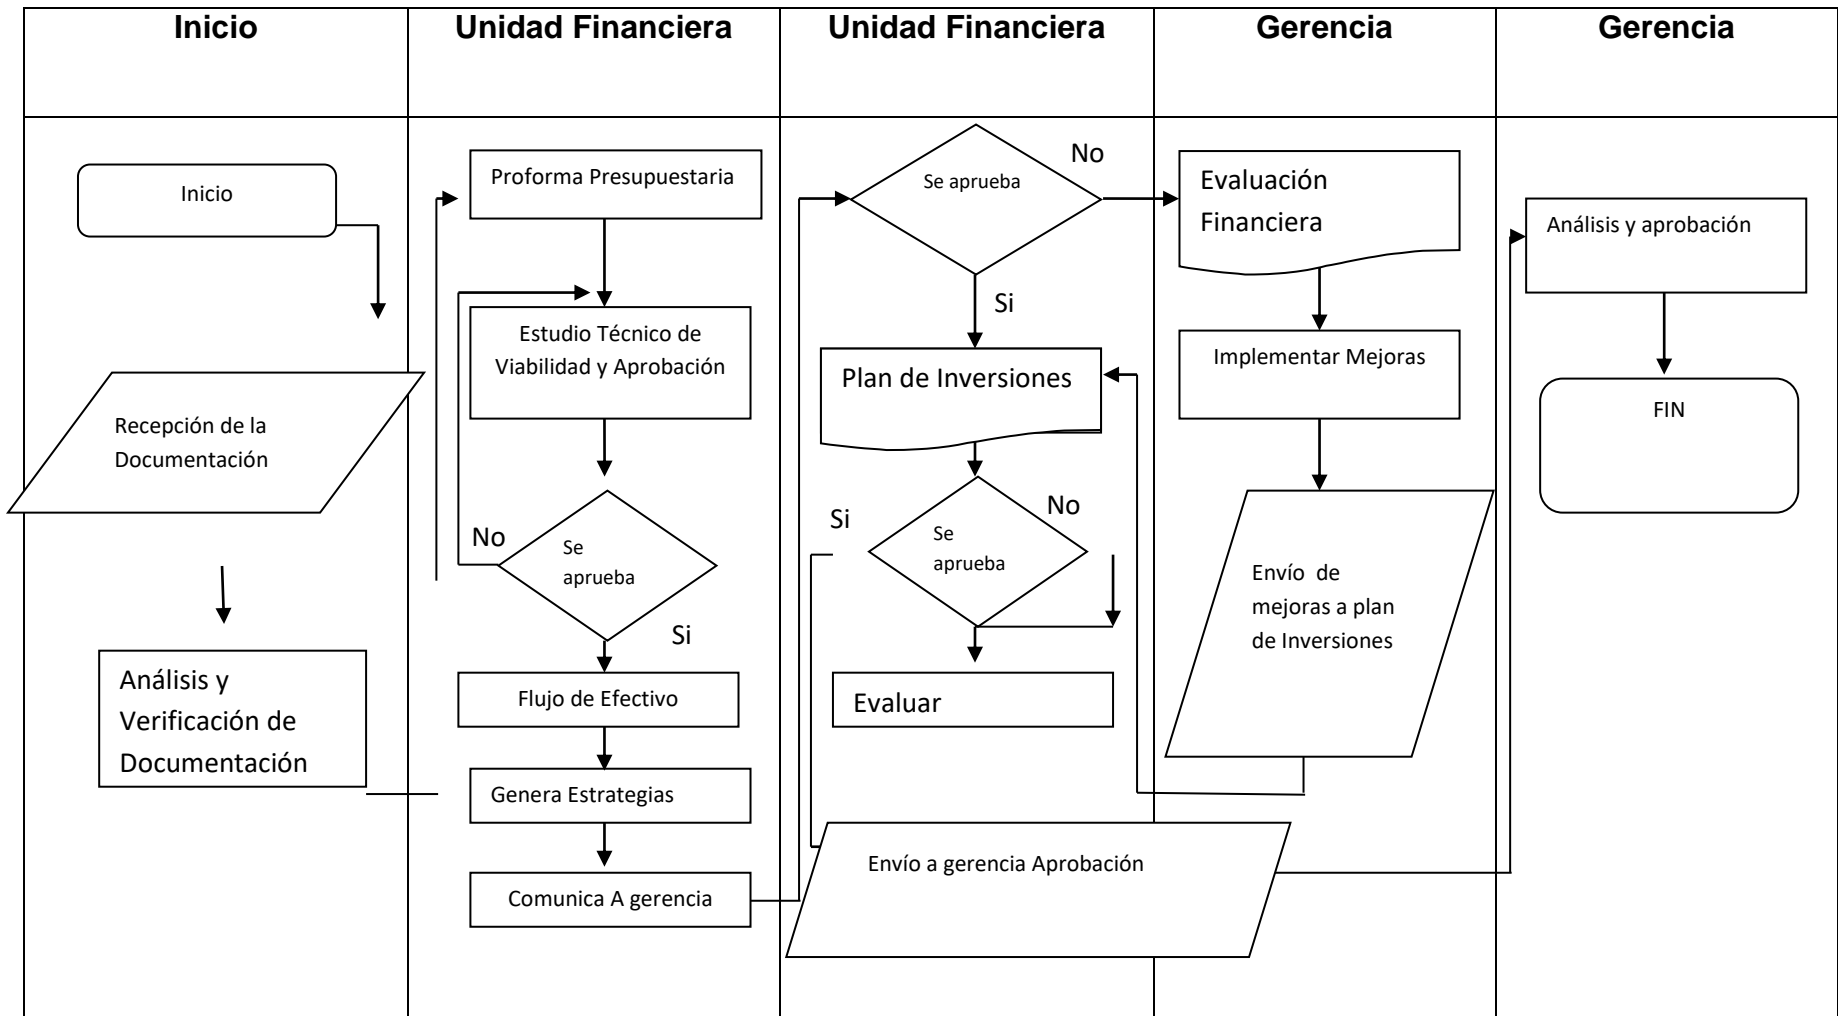 Inicio
Unidad Financiera
Unidad Financiera
Gerencia
Gerencia
Inicio
Recepción de la
Documentación
Análisis y
Verificación de
Documentación
Proforma Presupuestaria
Estudio Técnico de
Viabilidad y Aprobación
No
Se
aprueba
Si
Flujo de Efectivo
Genera Estrategias
Comunica A gerencia
Se aprueba
No
Si
Plan de Inversiones
Si
No
Se
aprueba
Evaluar
Envío a gerencia Aprobación
Evaluación
Financiera
Implementar Mejoras
Envío  de
mejoras a plan
de Inversiones
Análisis y aprobación
FIN